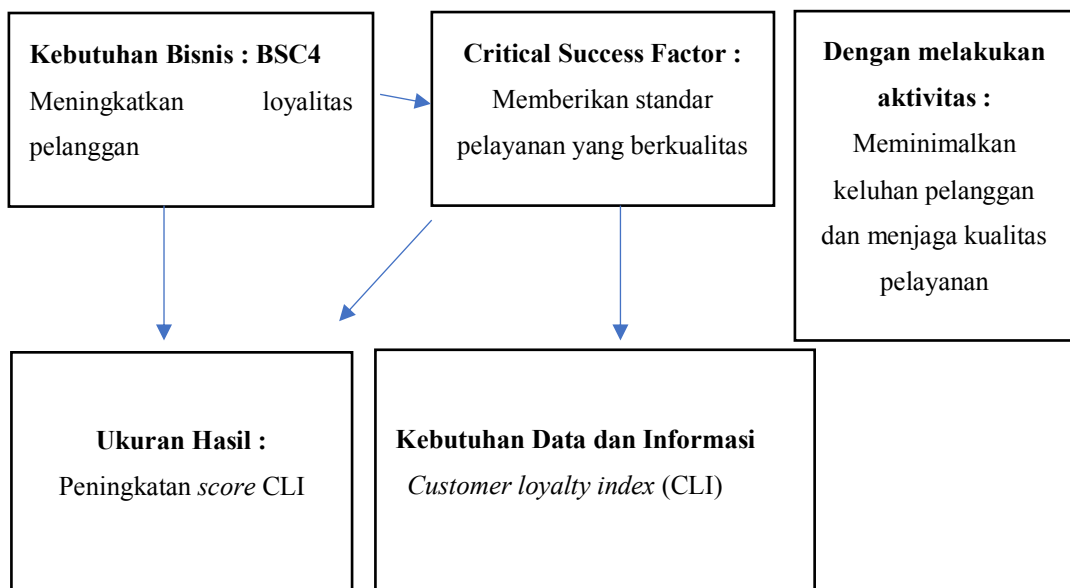 Kebutuhan Bisnis : BSC4
Meningkatkan loyalitas
pelanggan
Critical Success Factor :
Memberikan standar
pelayanan yang berkualitas
Dengan melakukan
aktivitas :
Meminimalkan
keluhan pelanggan
dan menjaga kualitas
pelayanan
Ukuran Hasil :
Peningkatan score CLI
Kebutuhan Data dan Informasi
Customer loyalty index (CLI)